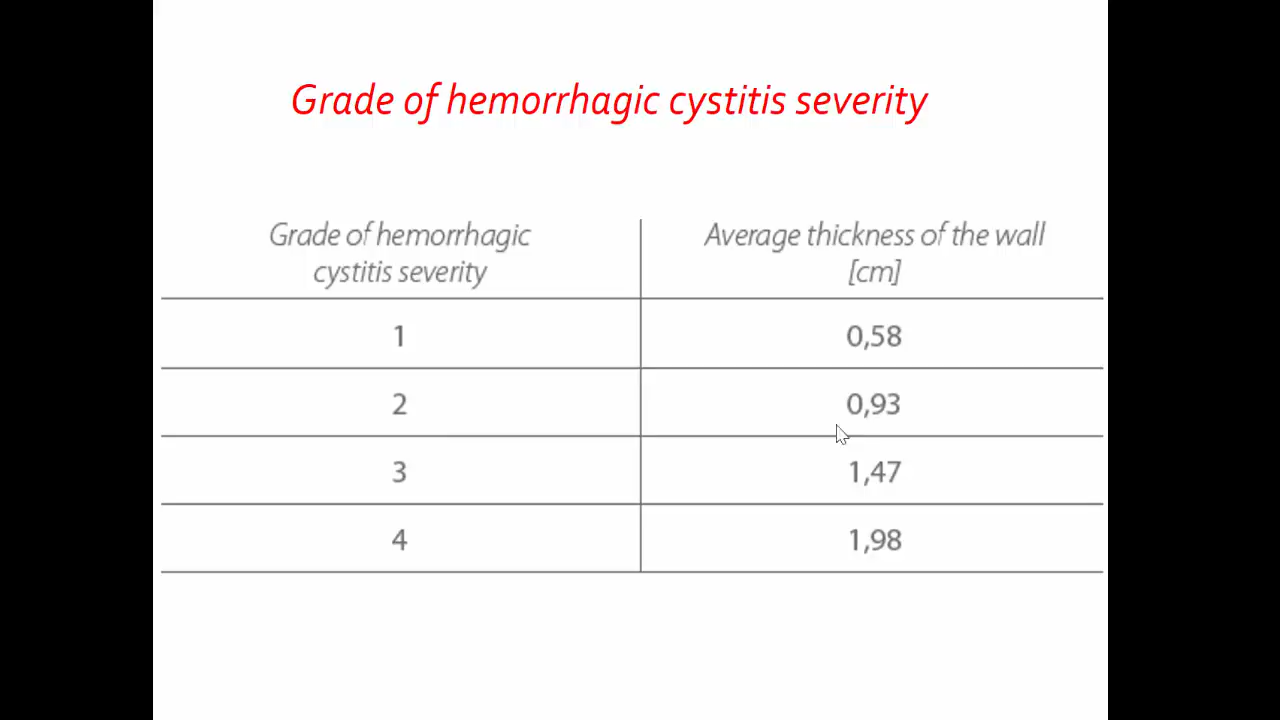 Grade of hemorrhagic cystitis severity
Grade of hemorrhagic cystitis severity
Average thickness of the wall [cm]
1 0,58
2 0,93
3 1,47
4 1,98